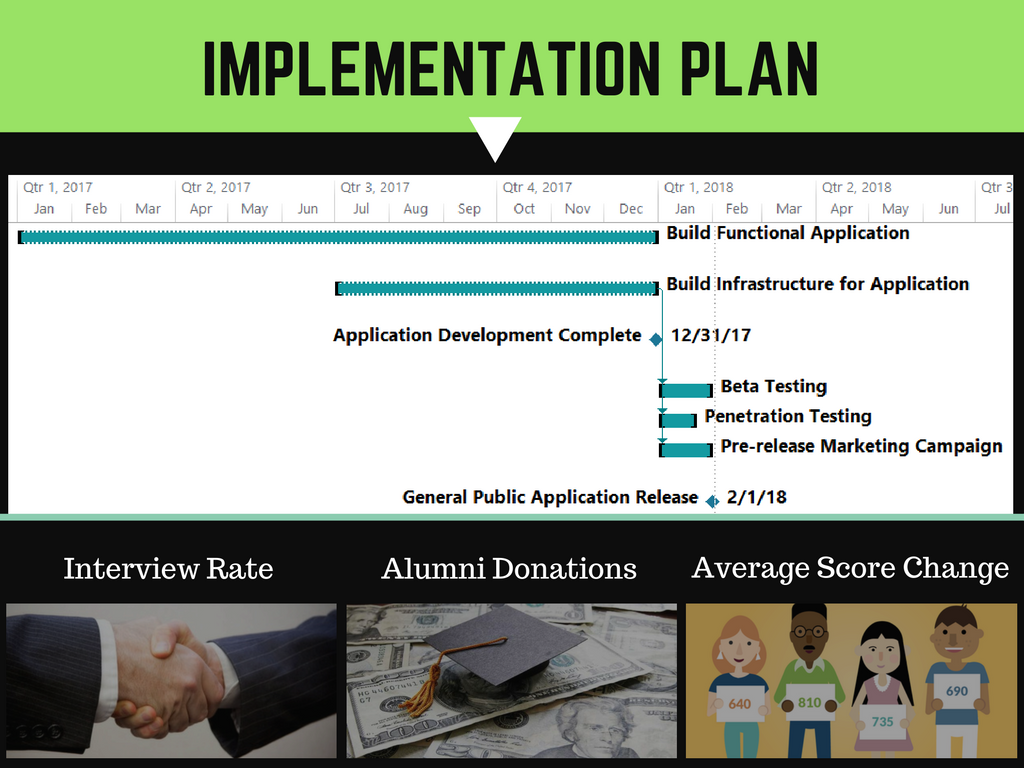 IMPLEMENTATION PLAN
Qtr 1, 2017 Qtr 2, 2017 Qtr 3, 2017 Qtr 4, 2017 Qtr 1, 2018 Qtr 2, 2018 Qtr 3
Jan Feb Mar Apr May Jun Jul Aug Sep Oct Nov Dec Jan Feb Mar Apr May Jun Jul
Build Functional Application
Build Infrastructure for Application
Application Development Complete 12/31/17
Beta Testing
Penetration Testing
Pre-release Marketing Campaign
General Public Application Release 2/1/18
Interview Rate Alumni Donations Average Score Change
640 810 735 690